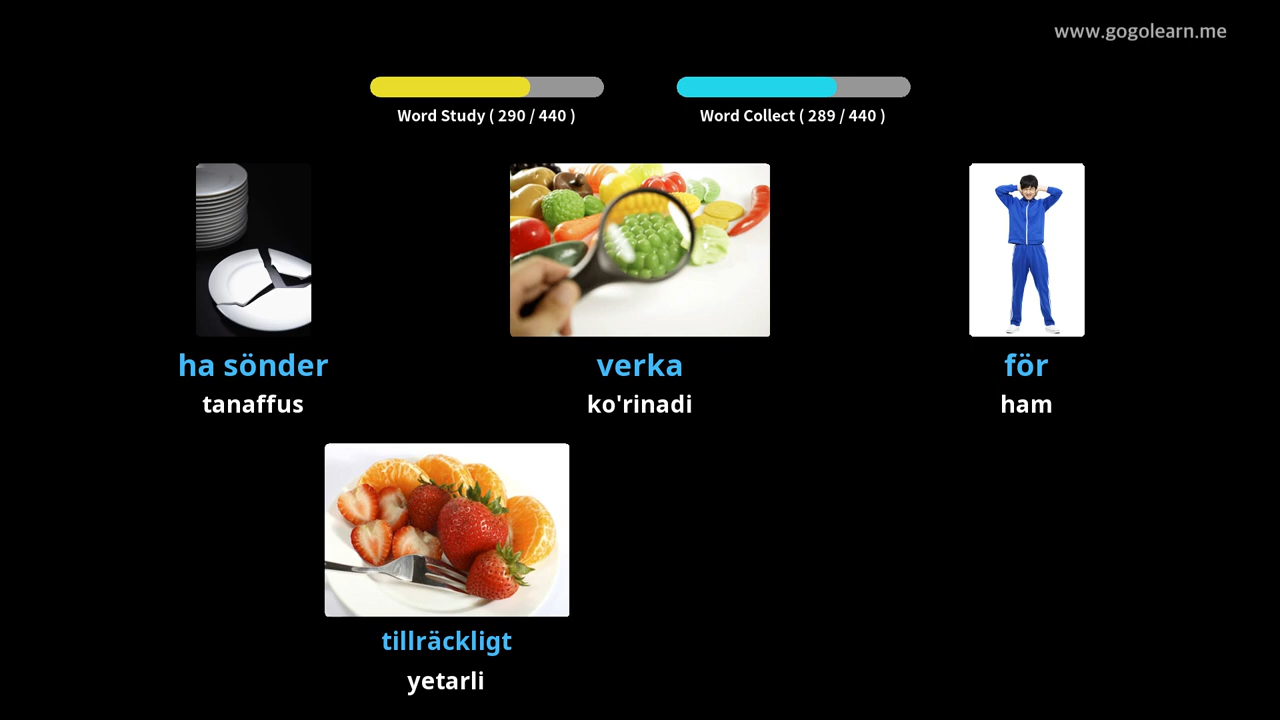 www.gogolearn.me
Word Study ( 290 / 440 )
Word Collect ( 289 / 440 )
ha sönder
tanaffus
verka
ko'rinadi
för
ham
tillräckligt
yetarli